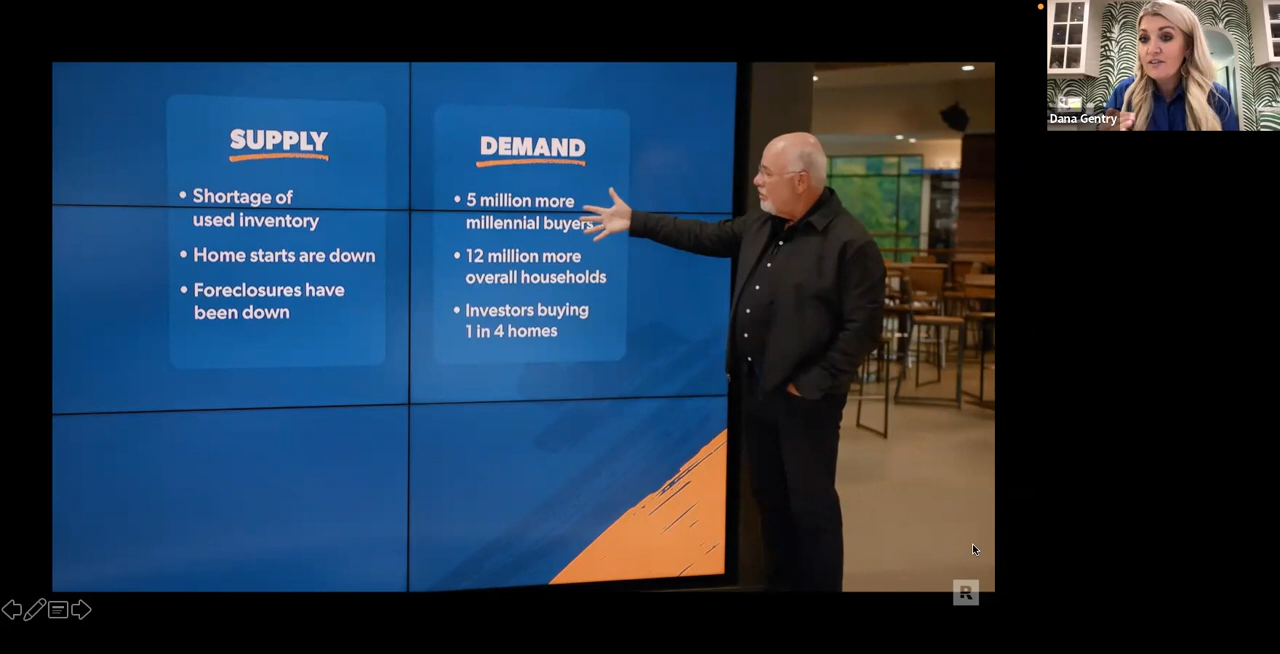 SUPPLY
• Shortage of
used inventory
• Home starts are down
• Foreclosures have
been down
DEMAND
• 5 million more
millennial buyers
• 12 million more
overall households
• Investors buying
1 in 4 homes
R
Dana Gentry